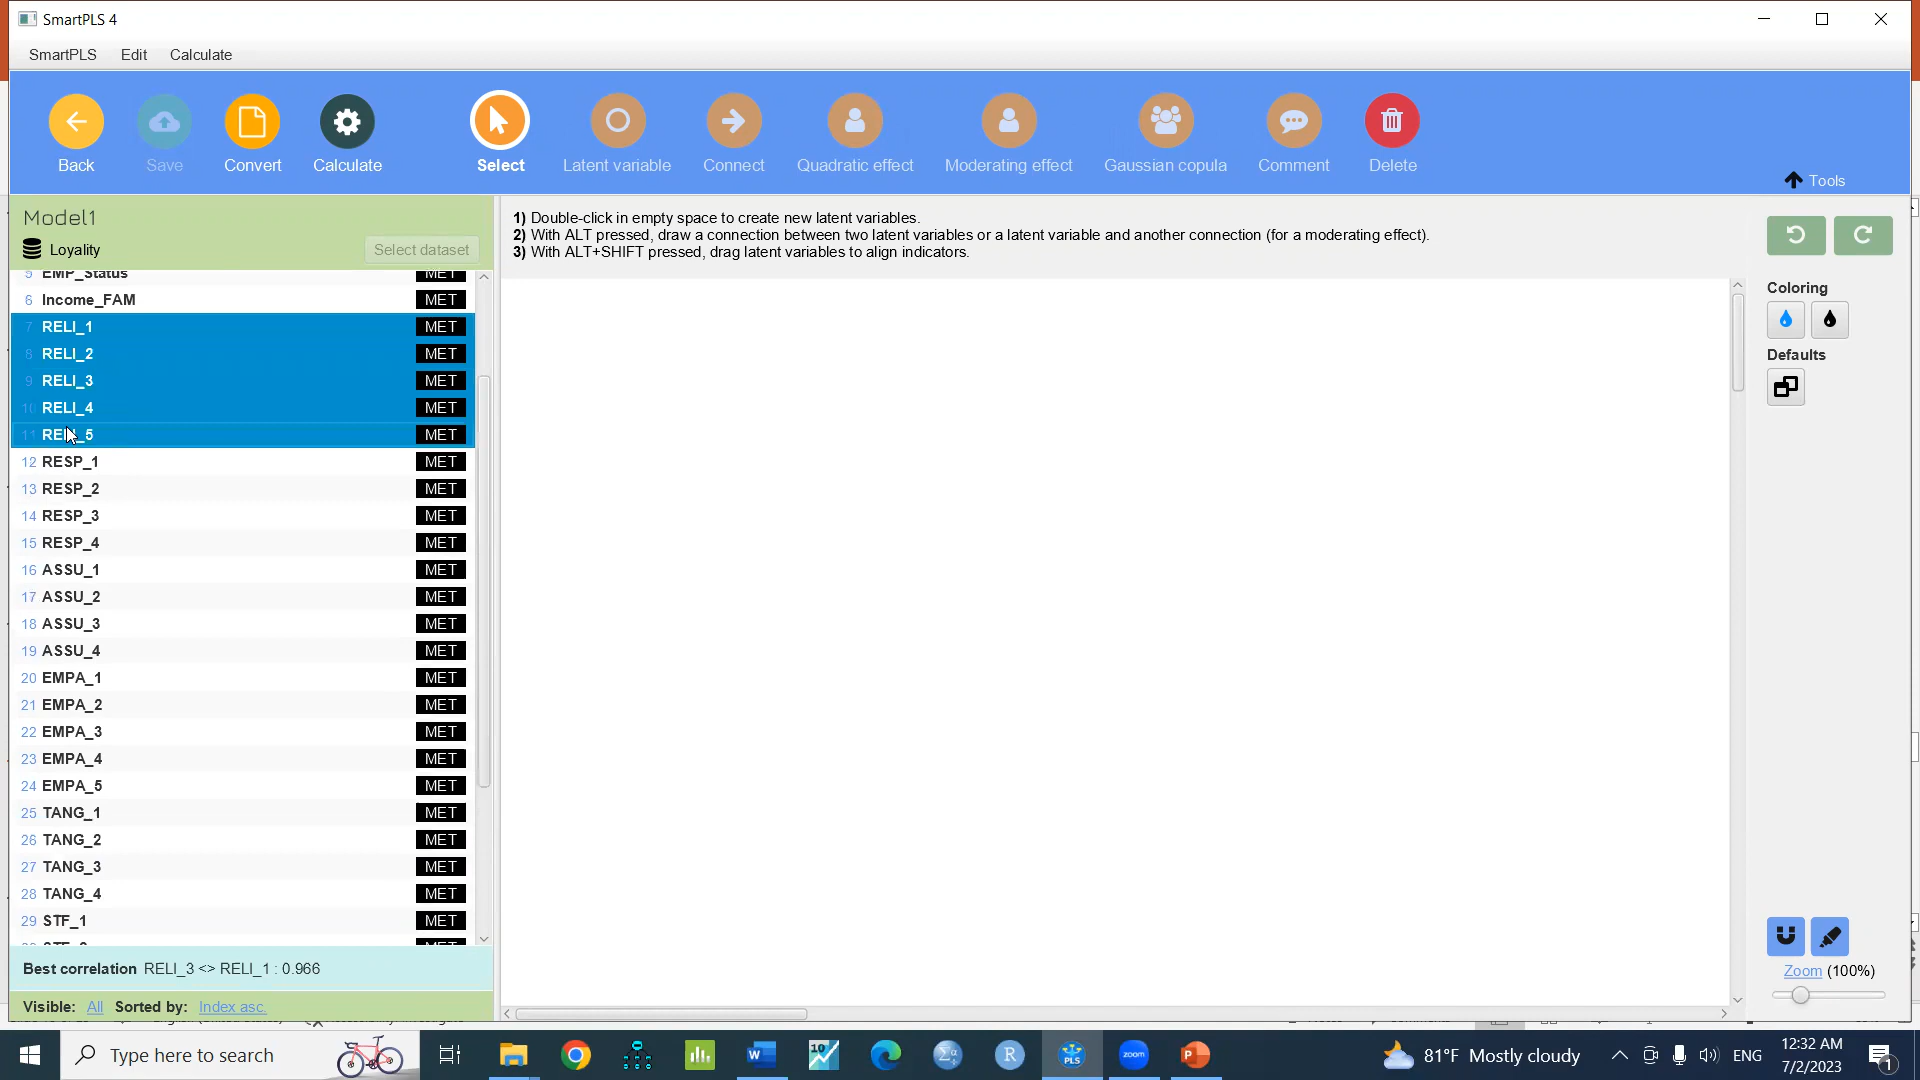 SmartPLS 4
SmartPLS Edit Calculate
Back Save Convert Calculate Select Latent variable Connect Quadratic effect Moderating effect Gaussian copula Comment Delete
Tools
Model1
Loyality Select dataset
1) Double-click in empty space to create new latent variables.
2) With ALT pressed, draw a connection between two latent variables or a latent variable and another connection (for a moderating effect).
3) With ALT+SHIFT pressed, drag latent variables to align indicators.
Coloring
Defaults
5 EMP_Status MET
6 Income_FAM MET
7 RELI_1 MET
8 RELI_2 MET
9 RELI_3 MET
10 RELI_4 MET
11 RELI_5 MET
12 RESP_1 MET
13 RESP_2 MET
14 RESP_3 MET
15 RESP_4 MET
16 ASSU_1 MET
17 ASSU_2 MET
18 ASSU_3 MET
19 ASSU_4 MET
20 EMPA_1 MET
21 EMPA_2 MET
22 EMPA_3 MET
23 EMPA_4 MET
24 EMPA_5 MET
25 TANG_1 MET
26 TANG_2 MET
27 TANG_3 MET
28 TANG_4 MET
29 STF_1 MET
Best correlation RELI_3 <> RELI_1 : 0.966
Visible: All Sorted by: Index asc.
Zoom (100%)
Type here to search
zoom
81°F Mostly cloudy
ENG
12:32 AM
7/2/2023
1